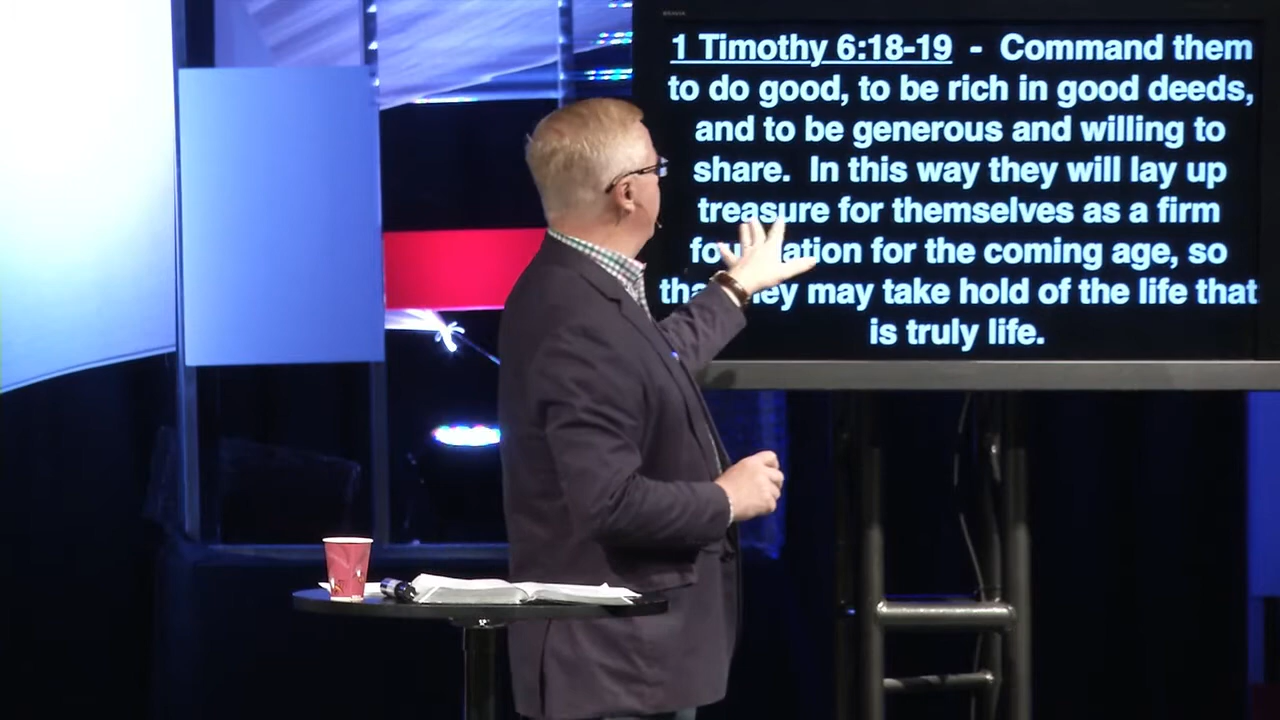 1 Timothy 6:18-19 - Command them
to do good, to be rich in good deeds,
and to be generous and willing to
share. In this way they will lay up
treasure for themselves as a firm
for the coming age, so
may take hold of the life that
is truly life.